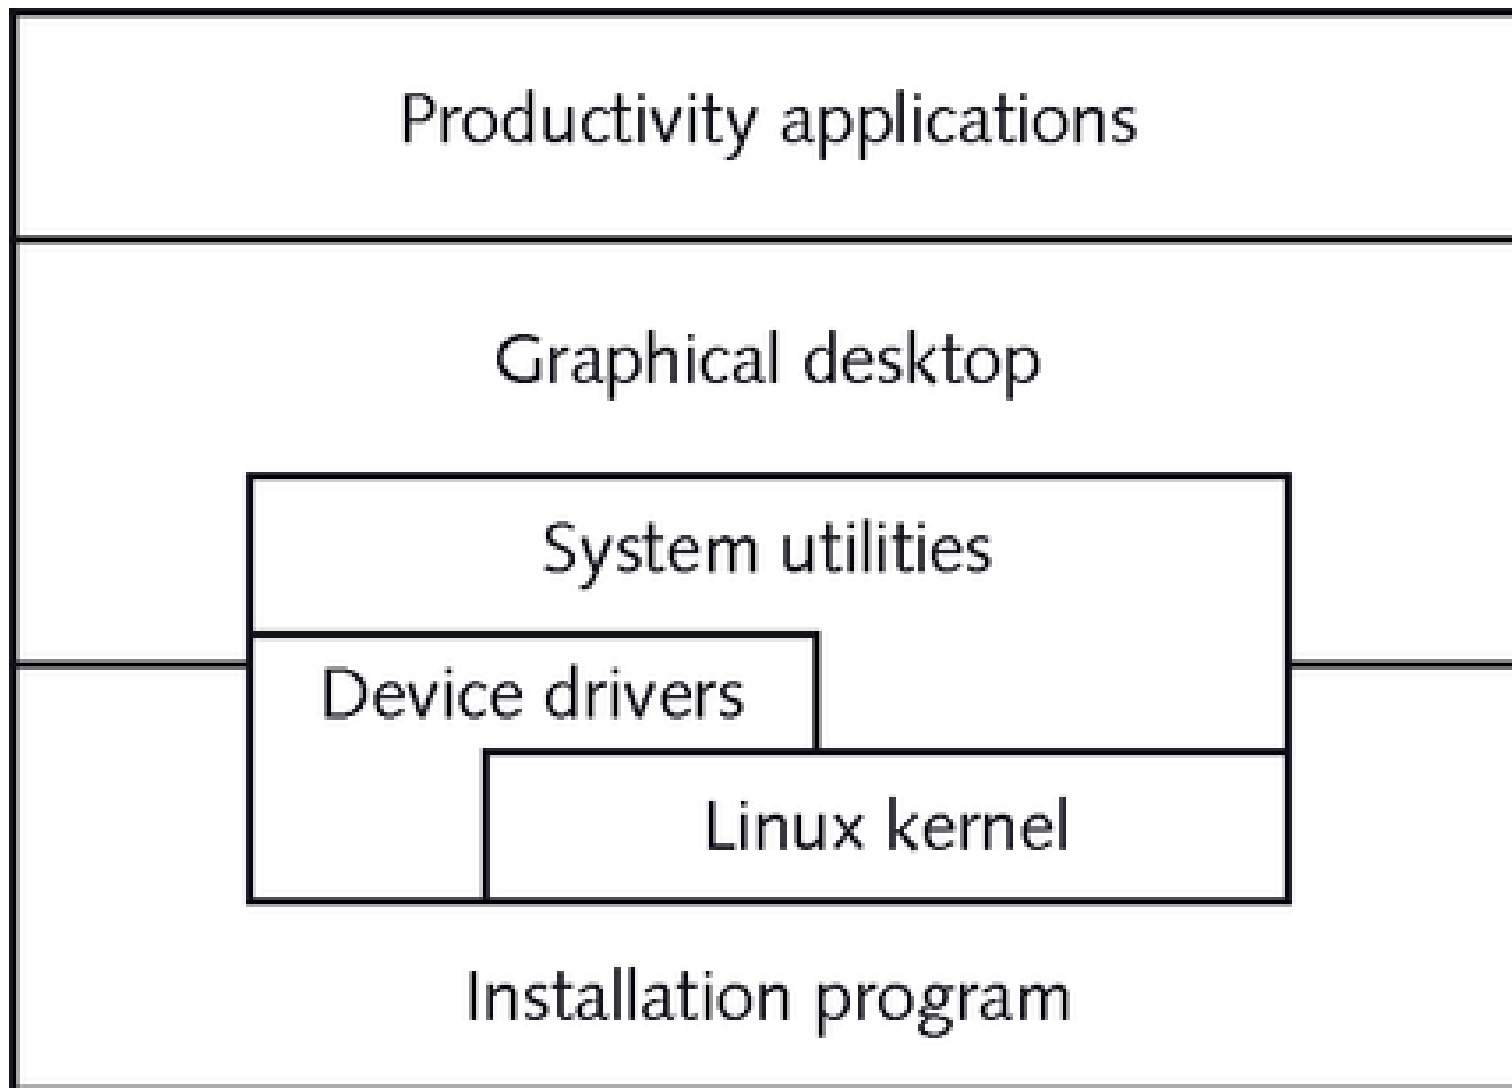 Productivity applications
Graphical desktop
System utilities
Device drivers
Linux kernel
Installation program